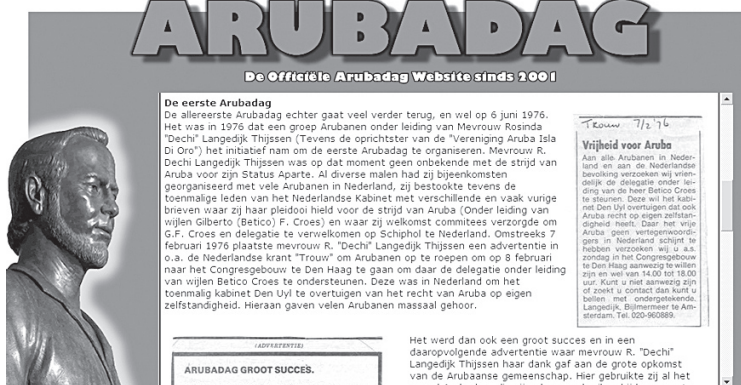 ARUBADAG
De Officiële Arubadag Website sinds 2001
De eerste Arubadag
De allereerste Arubadag echter gaat veel verder terug, en wel op 6 juni 1976.
Het was in 1976 dat een groep Arubanen onder leiding van Mevrouw Rosinda
"Dechi" Langedijk Thijssen (Tevens de oprichtster van de "Vereniging Aruba Isla
Di Oro") het initiatief nam om de eerste Arubadag te organiseren. Mevrouw R.
Dechi Langedijk Thijssen was op dat moment geen onbekende met de strijd van
Aruba voor zijn Status Aparte. Al diverse malen had zij bijeenkomsten
georganiseerd met vele Arubanen in Nederland, zij bestookte tevens de
toenmalige leden van het Nederlandse Kabinet met verschillende en vaak vurige
brieven waar zij haar pleidooi hield voor de strijd van Aruba (Onder leiding van
wijlen Gilberto (Betico) F. Croes) en waar zij welkomst commitees verzorgde om
G.F. Croes en delegatie te verwelkomen op Schiphol te Nederland. Omstreeks 7
februari 1976 plaatste mevrouw R. "Dechi" Langedijk Thijssen een advertentie in
o.a. de Nederlandse krant "Trouw" om Arubanen op te roepen om op 8 februari
naar het Congresgebouw te Den Haag te gaan om daar de delegatie onder leiding
van wijlen Betico Croes te ondersteunen. Deze was in Nederland om het
toenmalig kabinet Den Uyl te overtuigen van het recht van Aruba op eigen
zelfstandigheid. Hieraan gaven velen Arubanen massaal gehoor.
Trouw 7/2 '76
Vrijheid voor Aruba
Aan alle Arubanen in Neder-
land en aan de Nederlandse
bevolking verzoeken wij vrien-
delijk de delegatie onder lei-
ding van de heer Betico Croes
te steunen. Deze wil het kabi-
net Den Uyl overtuigen dat ook
Aruba recht op eigen zelfstan-
digheid heeft. Daar het vrije
Aruba geen vertegenwoordi-
gers in Nederland schijnt te
hebben verzoeken wij u a.s.
zondag in het Congresgebouw
te Den Haag aanwezig te willen
zijn en wel van 14.00 tot 18.00
uur. Kunt u niet aanwezig zijn
of zoekt u contact dan kunt u
bellen met ondergetekende.
Langedijk, Bijlmermeer te Am-
sterdam. Tel. 020-960889.
(ADVERTENTIE)
ARUBADAG GROOT SUCCES.
Het werd dan ook een groot succes en in een
daaropvolgende advertentie waar mevrouw R. "Dechi"
Langedijk Thijssen haar dank gaf aan de grote opkomst
van de Arubaanse gemeenschap. Hier gebruikte zij al het